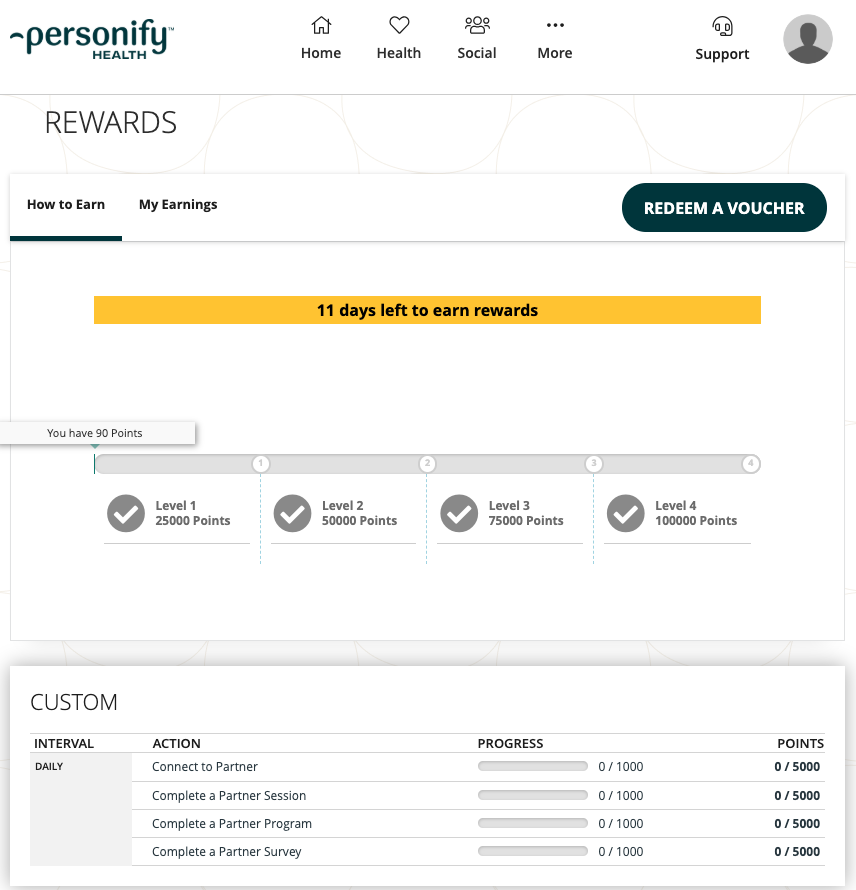 personify™
HEALTH
Home
Health
Social
More
Support
REWARDS
How to Earn
My Earnings
REDEEM A VOUCHER
11 days left to earn rewards
You have 90 Points
1
2
3
4
Level 1
25000 Points
Level 2
50000 Points
Level 3
75000 Points
Level 4
100000 Points
CUSTOM
INTERVAL ACTION PROGRESS POINTS
DAILY Connect to Partner 0 / 1000 0 / 5000
Complete a Partner Session 0 / 1000 0 / 5000
Complete a Partner Program 0 / 1000 0 / 5000
Complete a Partner Survey 0 / 1000 0 / 5000